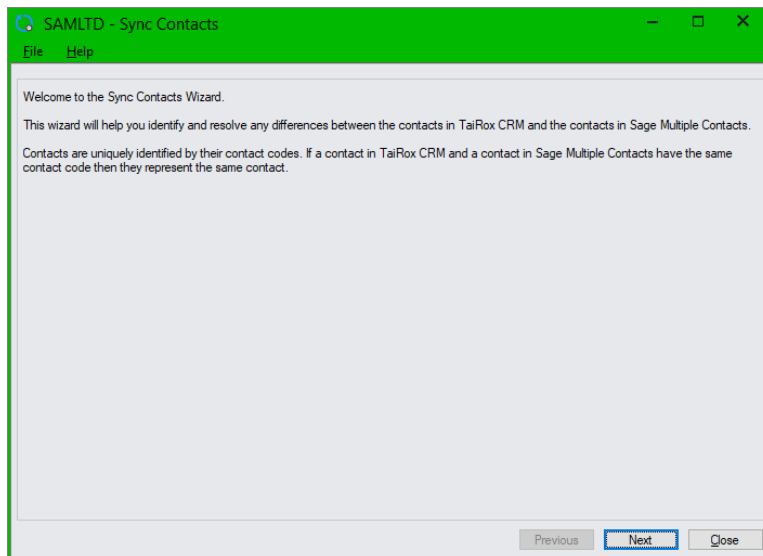 SAMLTD - Sync Contacts
File Help
Welcome to the Sync Contacts Wizard.
This wizard will help you identify and resolve any differences between the contacts in TaiRox CRM and the contacts in Sage Multiple Contacts.
Contacts are uniquely identified by their contact codes. If a contact in TaiRox CRM and a contact in Sage Multiple Contacts have the same
contact code then they represent the same contact.
Previous Next Close